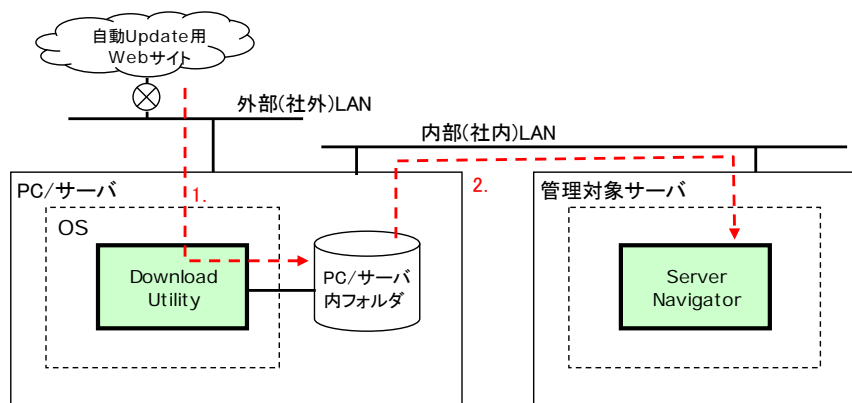 自動Update用
Webサイト
外部(社外)LAN
内部(社内)LAN
PC/サーバ
1.
2.
管理対象サーバ
OS
Download
Utility
PC/サーバ
内フォルダ
Server
Navigator